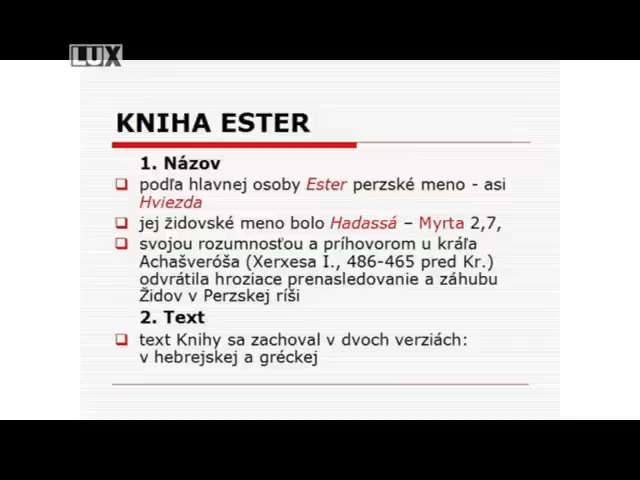 LUX
KNIHA ESTER
1. Názov
podľa hlavnej osoby Ester perzské meno - asi
Hviezda
jej židovské meno bolo Hadassá – Myrta 2,7,
svojou rozumnosťou a príhovorom u kráľa
Achašveróša (Xerxesa I., 486-465 pred Kr.)
odvrátila hroziace prenasledovanie a záhubu
Židov v Perzskej ríši
2. Text
text Knihy sa zachoval v dvoch verziách:
v hebrejskej a gréckej